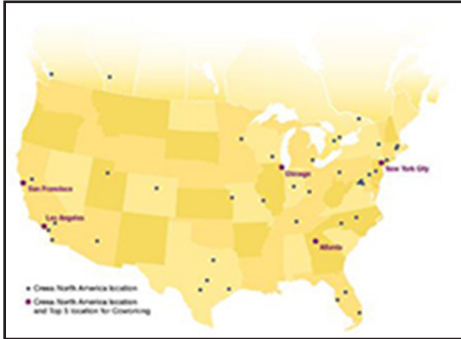 Chicago
New York City
San Francisco
Los Angeles
Atlanta
Cresa North America location
Cresa North America location
and Top 5 location for Coworking